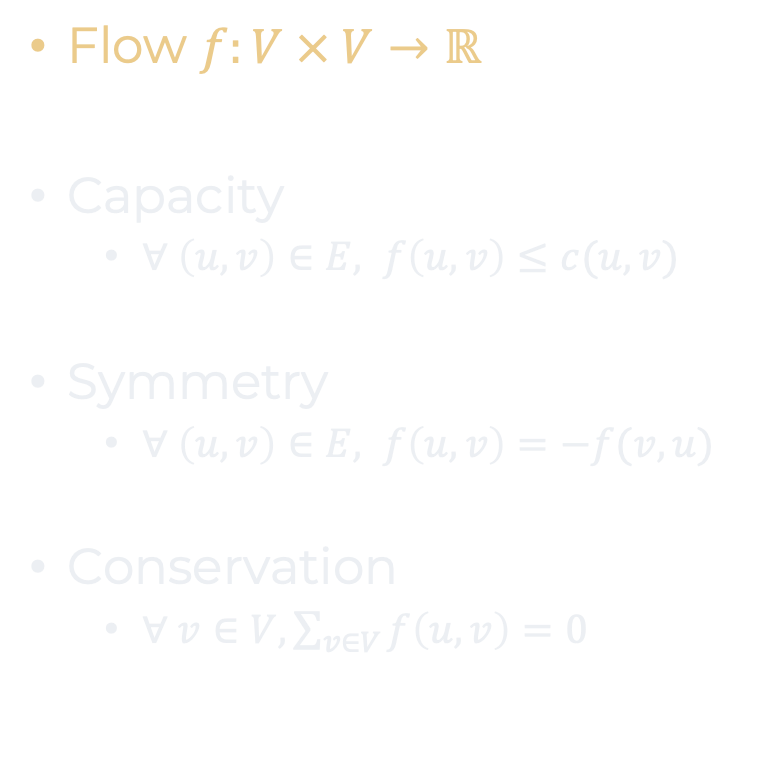 • Flow 𝑓: 𝑉 × 𝑉 → ℝ
• Capacity
• ∀ (𝑢, 𝑣) ∈ 𝐸, 𝑓(𝑢, 𝑣) ≤ 𝑐(𝑢, 𝑣)
• Symmetry
• ∀ (𝑢, 𝑣) ∈ 𝐸, 𝑓(𝑢, 𝑣) = −𝑓(𝑣, 𝑢)
• Conservation
• ∀ 𝑣 ∈ 𝑉, ∑𝑣∈𝑉 𝑓(𝑢, 𝑣) = 0